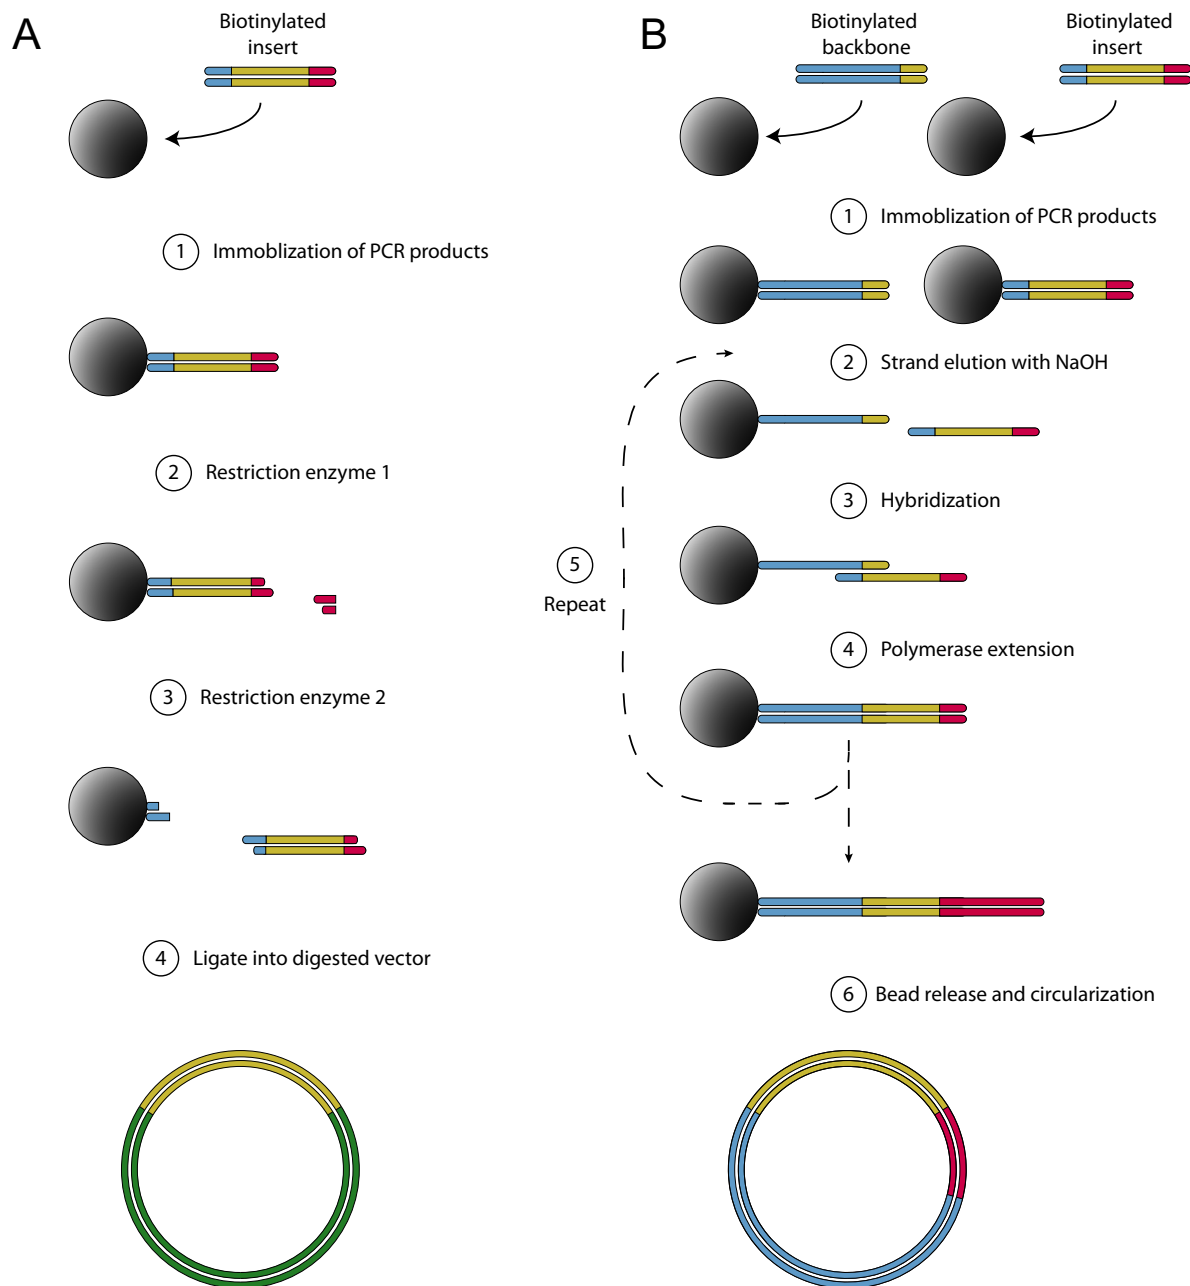 A
Biotinylated
insert
1 Immoblization of PCR products
2 Restriction enzyme 1
3 Restriction enzyme 2
4 Ligate into digested vector
B
Biotinylated
backbone
Biotinylated
insert
1 Immoblization of PCR products
2 Strand elution with NaOH
3 Hybridization
5
Repeat
4 Polymerase extension
6 Bead release and circularization